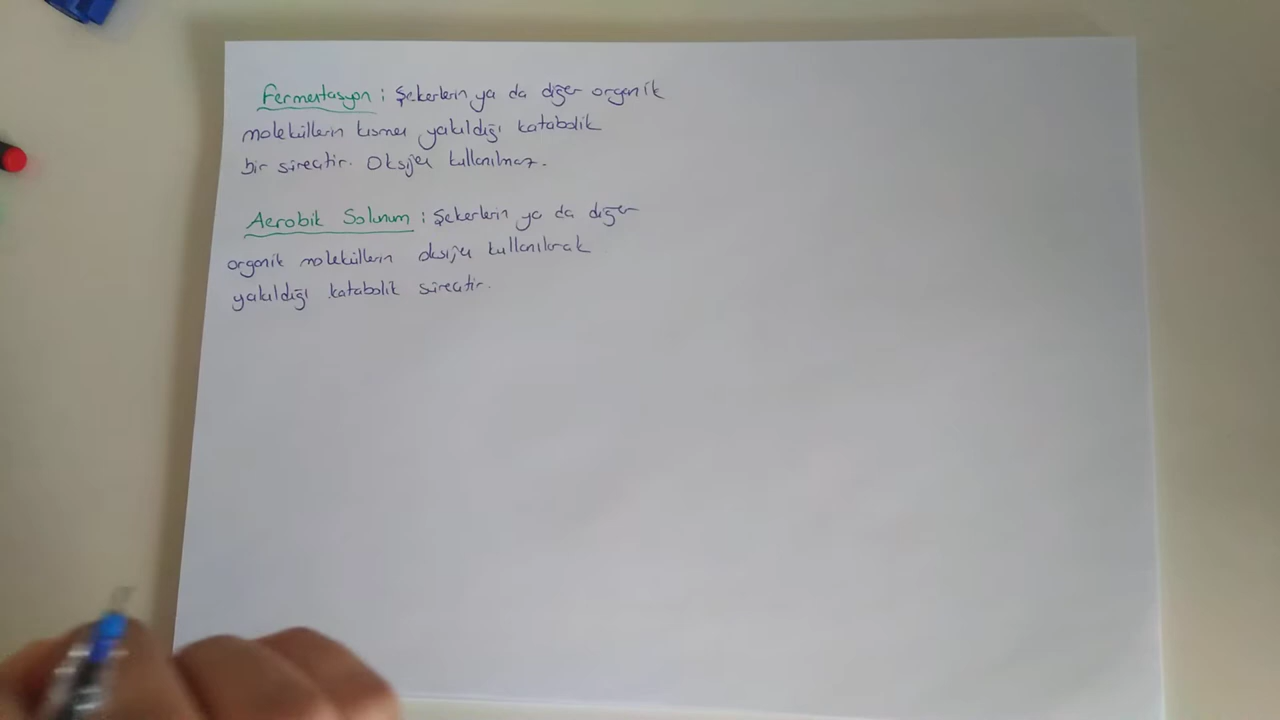 Fermentasyon : Şekerlerin ya da diğer organik
moleküllerin kısmen yakıldığı katabolik
bir süreçtir. Oksijen kullanılmaz.
Aerobik Solunum : Şekerlerin ya da diğer
organik moleküllerin oksijen kullanılarak
yakıldığı katabolik süreçtir.